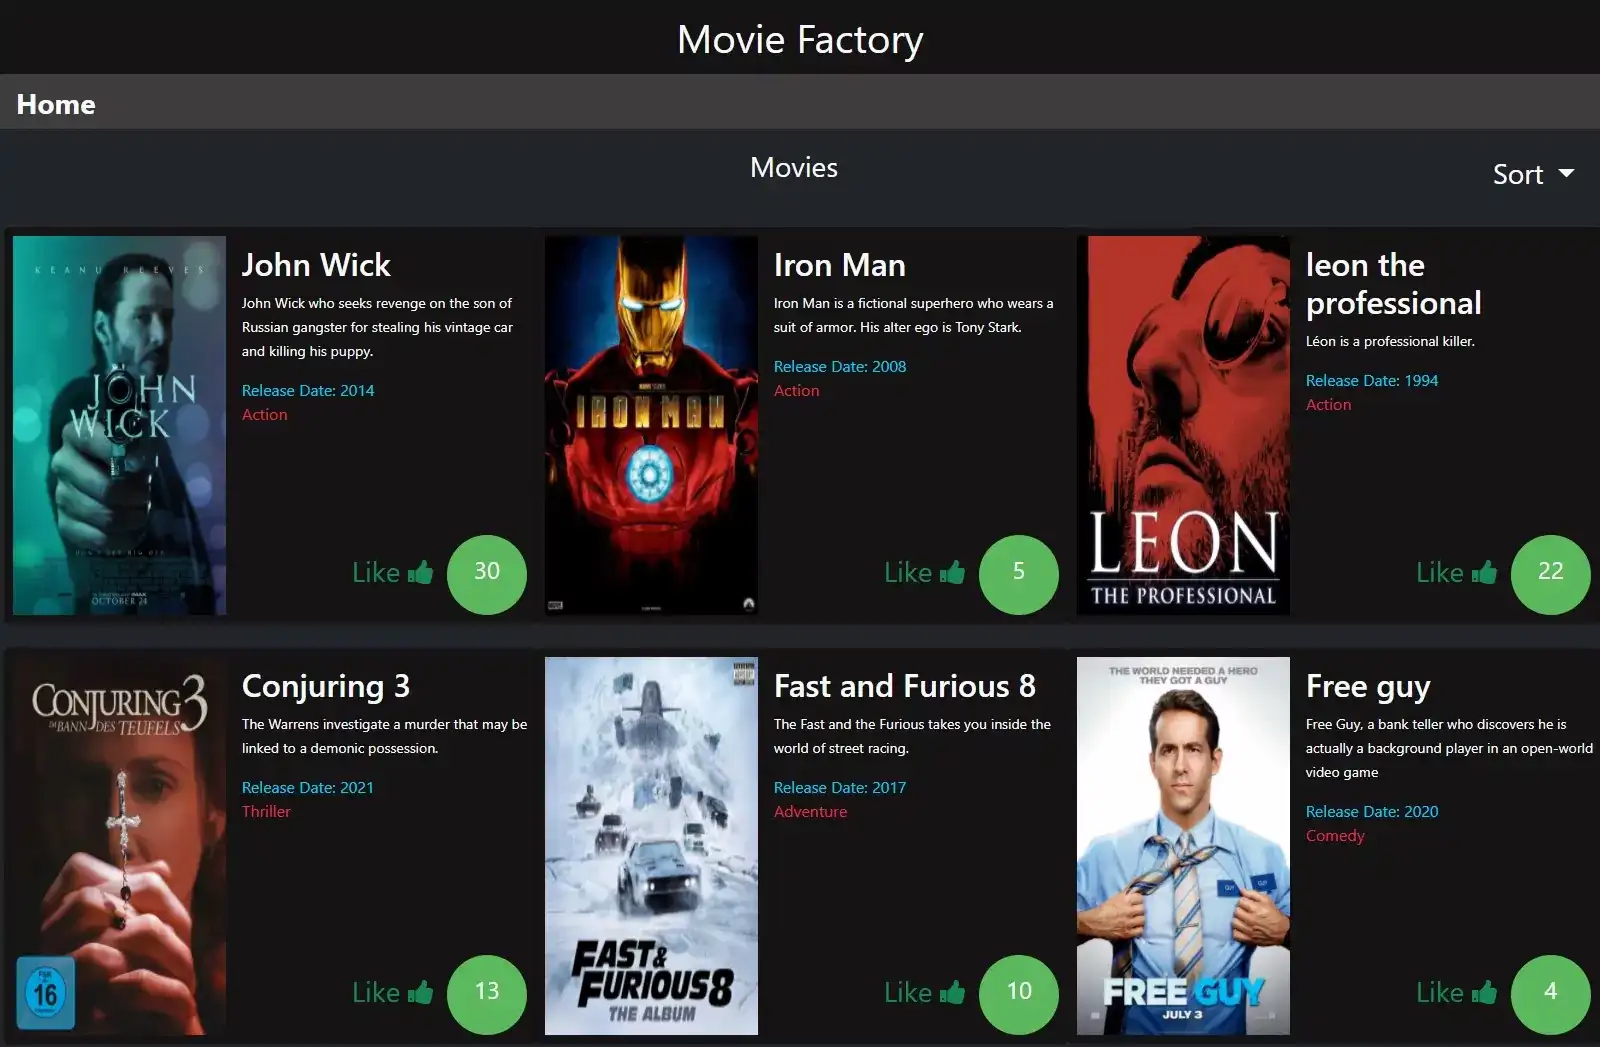 Movie Factory
Home
Movies
Sort
KEANU REEVES
JOHN
WICK
OCTOBER 24
John Wick
John Wick who seeks revenge on the son of
Russian gangster for stealing his vintage car
and killing his puppy.
Release Date: 2014
Action
Like 30
IRON MAN
Iron Man
Iron Man is a fictional superhero who wears a
suit of armor. His alter ego is Tony Stark.
Release Date: 2008
Action
Like 5
LEON
THE PROFESSIONAL
leon the
professional
Léon is a professional killer.
Release Date: 1994
Action
Like 22
CONJURING 3
IM BANN DES TEUFELS
FSK
16
Conjuring 3
The Warrens investigate a murder that may be
linked to a demonic possession.
Release Date: 2021
Thriller
Like 13
FAST &
FURIOUS 8
THE ALBUM
Fast and Furious 8
The Fast and the Furious takes you inside the
world of street racing.
Release Date: 2017
Adventure
Like 10
THE WORLD NEEDED A HERO
THEY GOT A GUY
FREE GUY
JULY 3
Free guy
Free Guy, a bank teller who discovers he is
actually a background player in an open-world
video game
Release Date: 2020
Comedy
Like 4